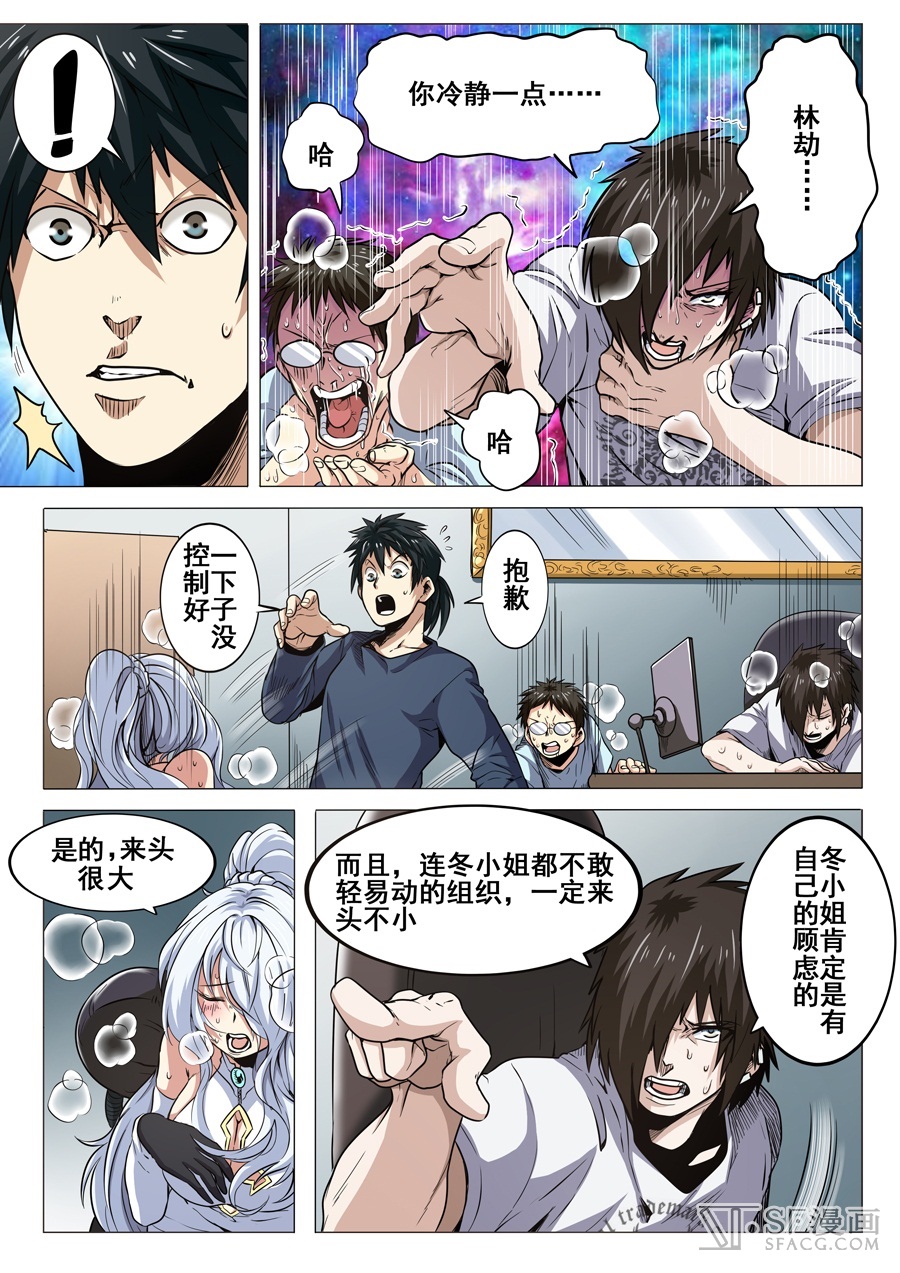 ！
林劫……
你冷静一点……
哈
哈
抱歉
一下子没
控制好
冬小姐肯定是有
自己的顾虑的
而且，连冬小姐都不敢
轻易动的组织，一定来
头不小
是的，来头
很大
trademar
SF漫画
SFACG.COM